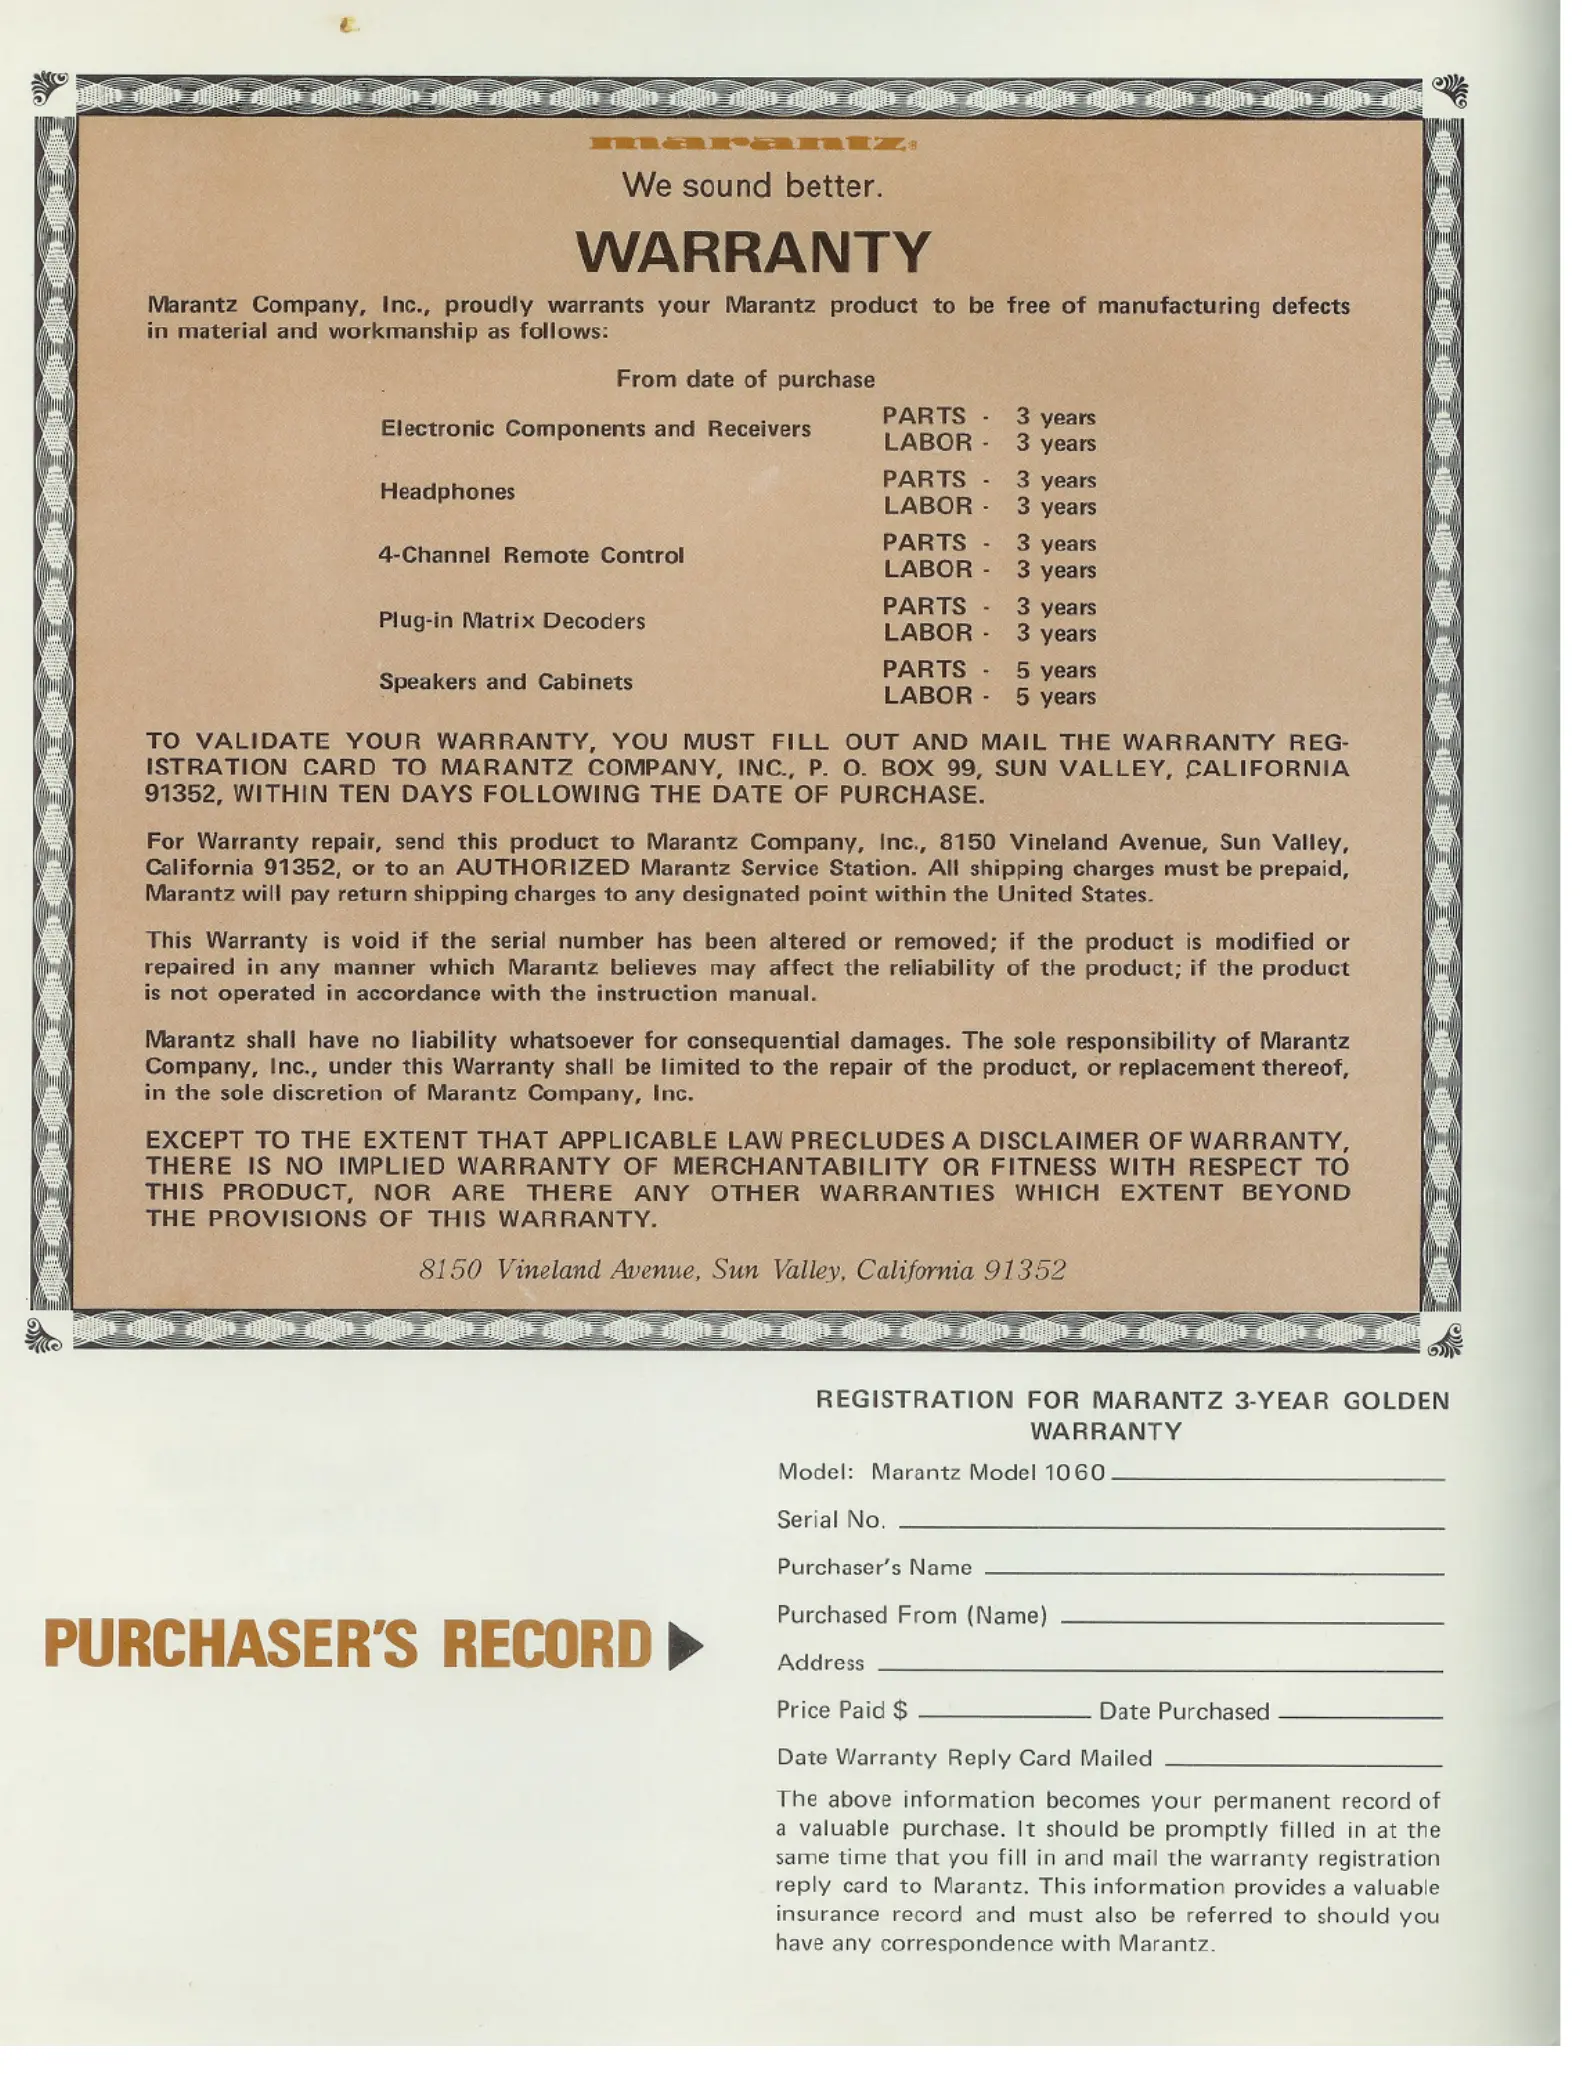 marantz®
We sound better.
WARRANTY
Marantz Company, Inc., proudly warrants your Marantz product to be free of manufacturing defects
in material and workmanship as follows:
From date of purchase
Electronic Components and Receivers PARTS - 3 years
LABOR - 3 years
Headphones PARTS - 3 years
LABOR - 3 years
4-Channel Remote Control PARTS - 3 years
LABOR - 3 years
Plug-in Matrix Decoders PARTS - 3 years
LABOR - 3 years
Speakers and Cabinets PARTS - 5 years
LABOR - 5 years
TO VALIDATE YOUR WARRANTY, YOU MUST FILL OUT AND MAIL THE WARRANTY REG-
ISTRATION CARD TO MARANTZ COMPANY, INC., P. O. BOX 99, SUN VALLEY, CALIFORNIA
91352, WITHIN TEN DAYS FOLLOWING THE DATE OF PURCHASE.
For Warranty repair, send this product to Marantz Company, Inc., 8150 Vineland Avenue, Sun Valley,
California 91352, or to an AUTHORIZED Marantz Service Station. All shipping charges must be prepaid,
Marantz will pay return shipping charges to any designated point within the United States.
This Warranty is void if the serial number has been altered or removed; if the product is modified or
repaired in any manner which Marantz believes may affect the reliability of the product; if the product
is not operated in accordance with the instruction manual.
Marantz shall have no liability whatsoever for consequential damages. The sole responsibility of Marantz
Company, Inc., under this Warranty shall be limited to the repair of the product, or replacement thereof,
in the sole discretion of Marantz Company, Inc.
EXCEPT TO THE EXTENT THAT APPLICABLE LAW PRECLUDES A DISCLAIMER OF WARRANTY,
THERE IS NO IMPLIED WARRANTY OF MERCHANTABILITY OR FITNESS WITH RESPECT TO
THIS PRODUCT, NOR ARE THERE ANY OTHER WARRANTIES WHICH EXTENT BEYOND
THE PROVISIONS OF THIS WARRANTY.
8150 Vineland Avenue, Sun Valley, California 91352
REGISTRATION FOR MARANTZ 3-YEAR GOLDEN
WARRANTY
Model: Marantz Model 1060
Serial No.
Purchaser's Name
Purchased From (Name)
PURCHASER'S RECORD
Address
Price Paid $ Date Purchased
Date Warranty Reply Card Mailed
The above information becomes your permanent record of
a valuable purchase. It should be promptly filled in at the
same time that you fill in and mail the warranty registration
reply card to Marantz. This information provides a valuable
insurance record and must also be referred to should you
have any correspondence with Marantz.